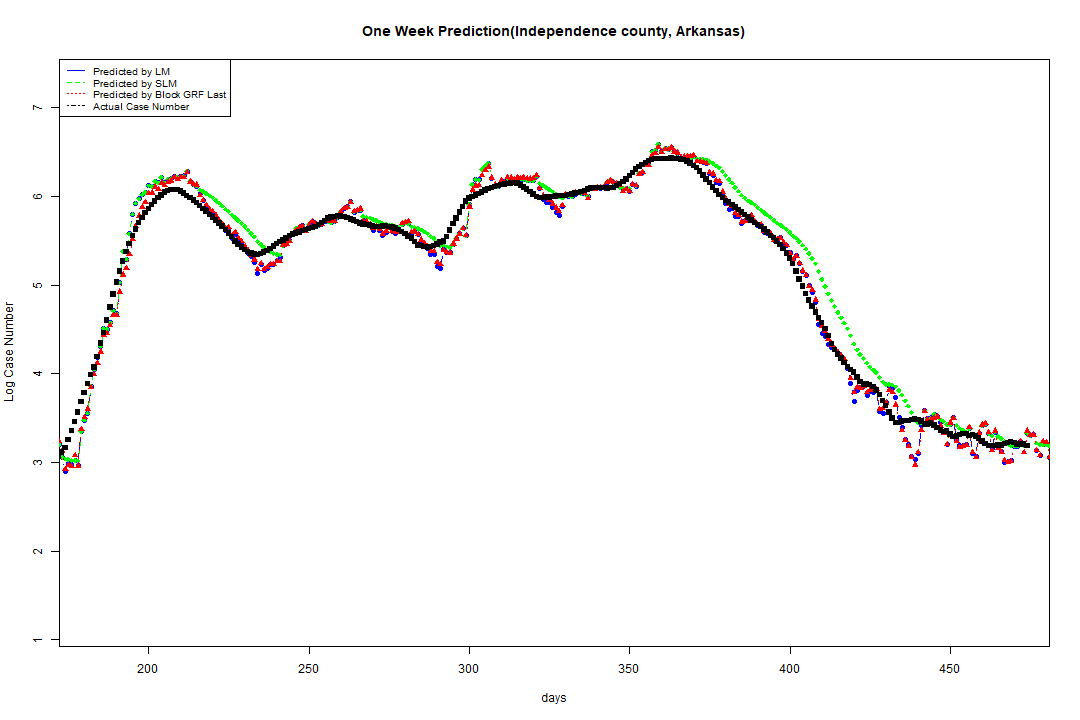 One Week Prediction(Independence county, Arkansas)
Predicted by LM
Predicted by SLM
Predicted by Block GRF Last
Actual Case Number
7
6
5
4
3
2
1
Log Case Number
200 250 300 350 400 450
days